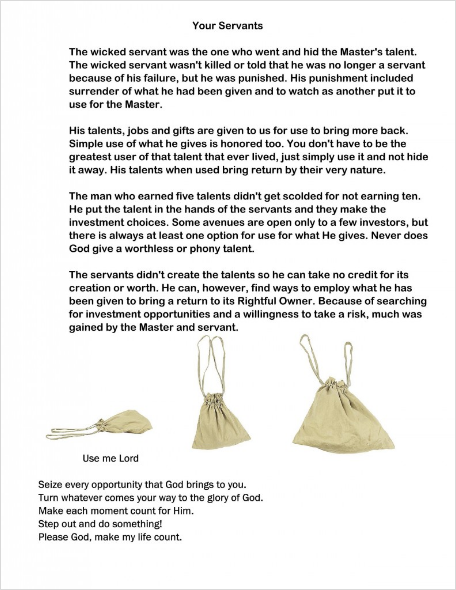 Your Servants
The wicked servant was the one who went and hid the Master's talent.
The wicked servant wasn't killed or told that he was no longer a servant
because of his failure, but he was punished. His punishment included
surrender of what he had been given and to watch as another put it to
use for the Master.
His talents, jobs and gifts are given to us for use to bring more back.
Simple use of what he gives is honored too. You don't have to be the
greatest user of that talent that ever lived, just simply use it and not hide
it away. His talents when used bring return by their very nature.
The man who earned five talents didn't get scolded for not earning ten.
He put the talent in the hands of the servants and they make the
investment choices. Some avenues are open only to a few investors, but
there is always at least one option for use for what He gives. Never does
God give a worthless or phony talent.
The servants didn't create the talents so he can take no credit for its
creation or worth. He can, however, find ways to employ what he has
been given to bring a return to its Rightful Owner. Because of searching
for investment opportunities and a willingness to take a risk, much was
gained by the Master and servant.
Use me Lord
Seize every opportunity that God brings to you.
Turn whatever comes your way to the glory of God.
Make each moment count for Him.
Step out and do something!
Please God, make my life count.